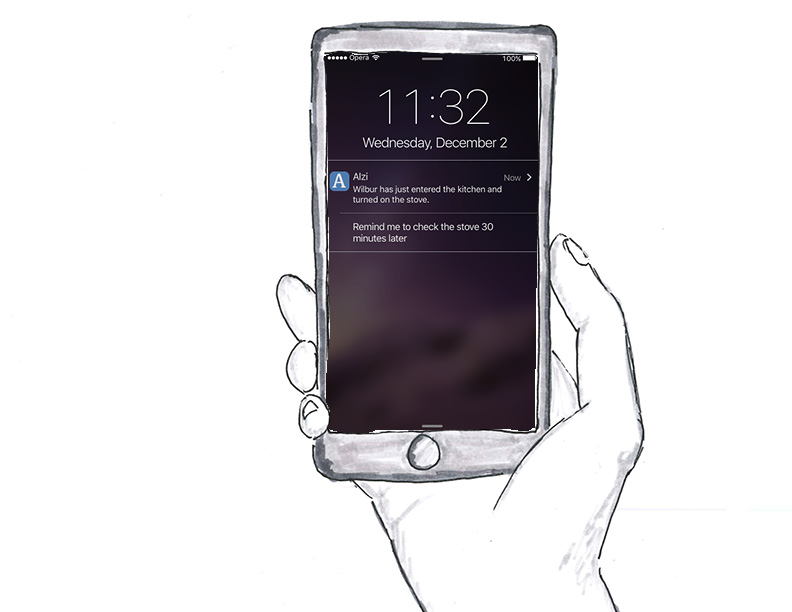 Opera 100%
11:32
Wednesday, December 2
A Alzi Now
Wilbur has just entered the kitchen and
turned on the stove.
Remind me to check the stove 30
minutes later